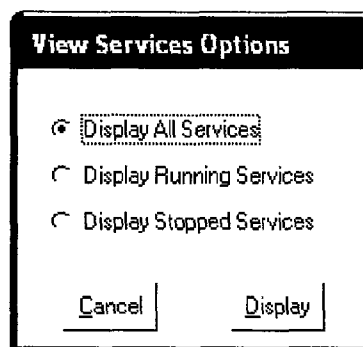 View Services Options
Display All Services
Display Running Services
Display Stopped Services
Cancel
Display